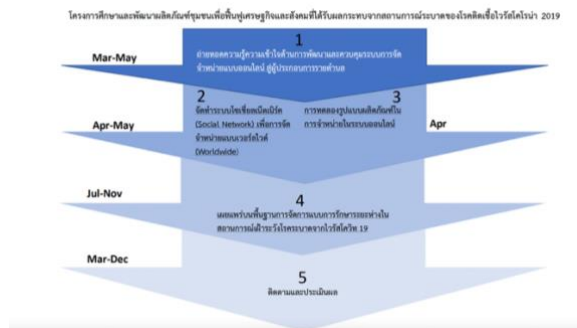 โครงการศึกษาและพัฒนาผลิตภัณฑ์ชุมชนเพื่อฟื้นฟูเศรษฐกิจและสังคมที่ได้รับผลกระทบจากสถานการณ์ระบาดของโรคติดเชื้อไวรัสโคโรน่า 2019
1
Mar-May
ถ่ายทอดความรู้ความเข้าใจด้านการพัฒนาและควบคุมระบบการจัด
จำหน่ายแบบออนไลน์ สู่ผู้ประกอบการรายตำบล
2
3
จัดทำระบบโซเชี่ยลเน็ตเวิร์ค
(Social Network) เพื่อการจัด
จำหน่ายแบบเวอร์ลไวด์
(Worldwide)
การทดลองรูปแบบผลิตภัณฑ์ใน
การจำหน่ายในระบบออนไลน์
Apr-May
Apr
Jul-Nov
4
เผยแพร่บนพื้นฐานการจัดการแบบการรักษาระยะห่างใน
สถานการณ์เฝ้าระวังโรคระบาดจากไวรัสโควิท 19
Mar-Dec
5
ติดตามและประเมินผล